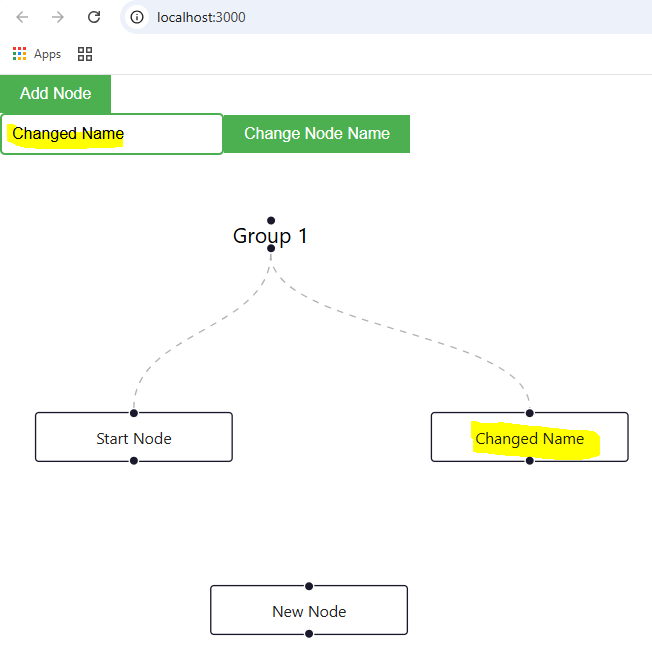 localhost:3000
Apps
Add Node
Changed Name
Change Node Name
Group 1
Start Node
Changed Name
New Node